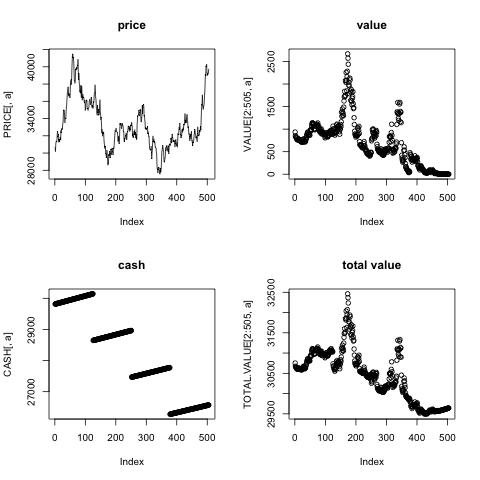 price
PRICE[, a]
28000 34000 40000
0 100 200 300 400 500
Index
value
VALUE[2:505, a]
0 500 1500 2500
0 100 200 300 400 500
Index
cash
CASH[, a]
27000 29000
0 100 200 300 400 500
Index
total value
TOTAL.VALUE[2:505, a]
29500 30500 31500 32500
0 100 200 300 400 500
Index